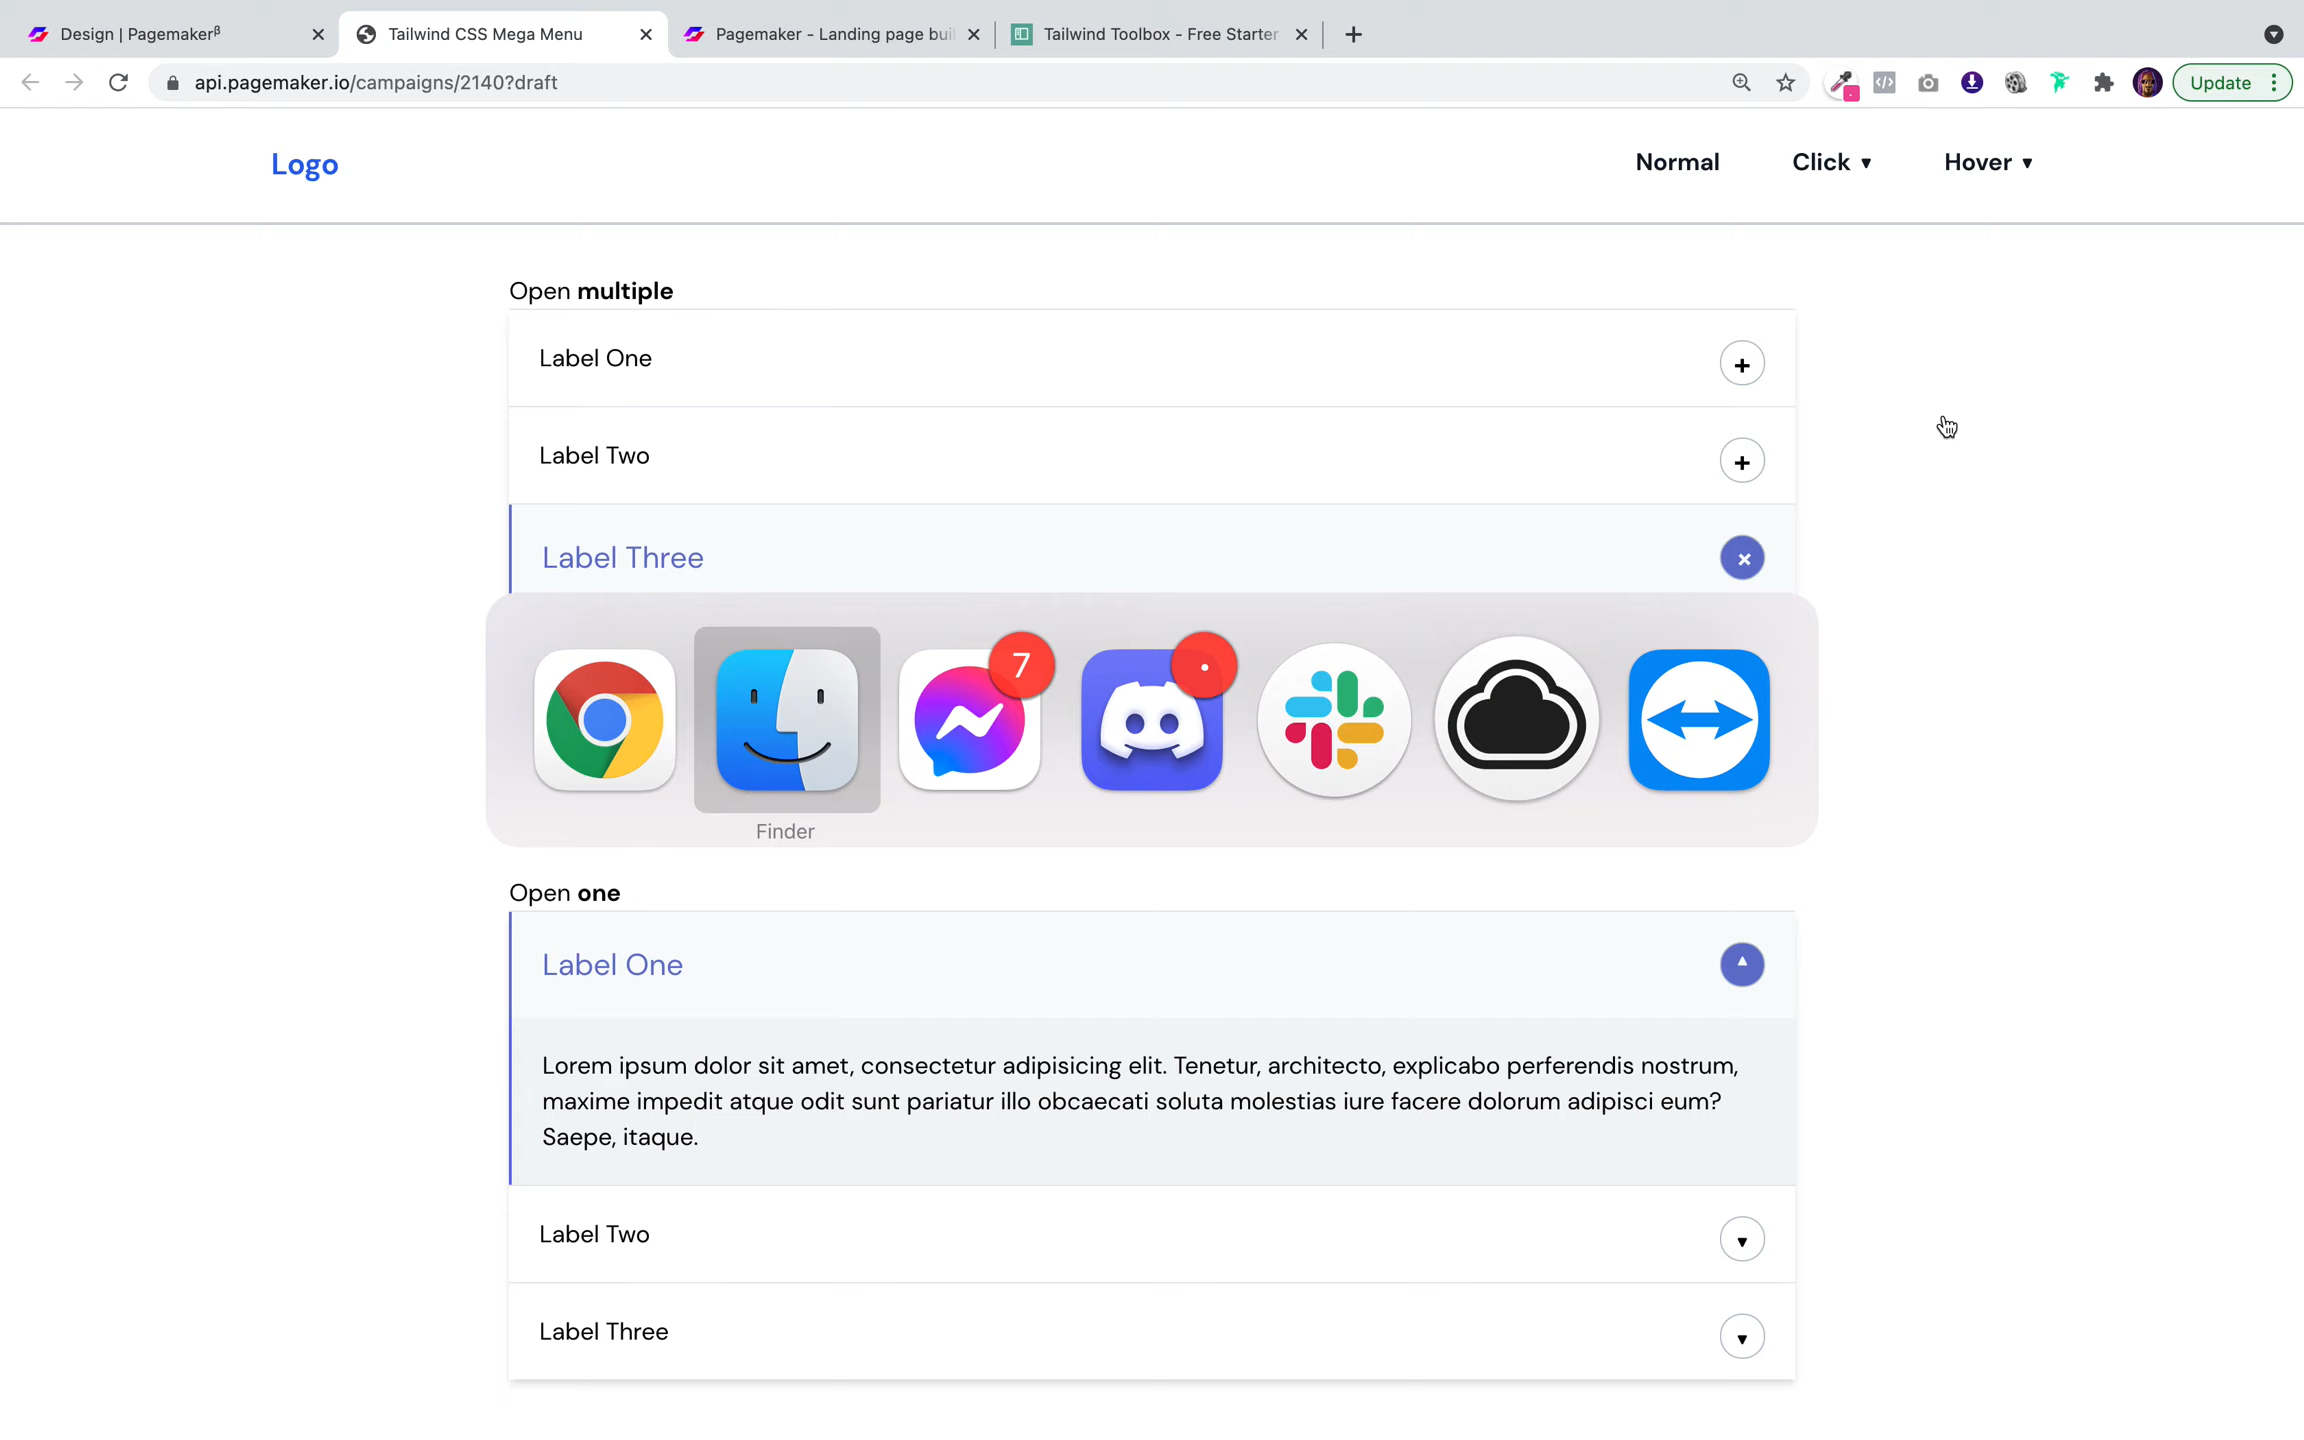 Design | Pagemakerᵝ
Tailwind CSS Mega Menu
Pagemaker - Landing page buil
Tailwind Toolbox - Free Starter
api.pagemaker.io/campaigns/2140?draft
Update
Logo
Normal
Click ▼
Hover ▼
Open multiple
Label One
+
Label Two
+
Label Three
×
7
Finder
Open one
Label One
Lorem ipsum dolor sit amet, consectetur adipisicing elit. Tenetur, architecto, explicabo perferendis nostrum,
maxime impedit atque odit sunt pariatur illo obcaecati soluta molestias iure facere dolorum adipisci eum?
Saepe, itaque.
Label Two
Label Three